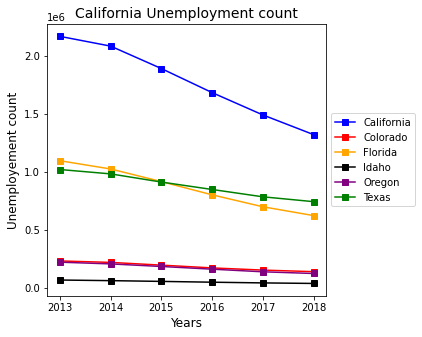 California Unemployment count
1e6
2.0
1.5
1.0
0.5
0.0
Unemployement count
2013 2014 2015 2016 2017 2018
Years
California
Colorado
Florida
Idaho
Oregon
Texas